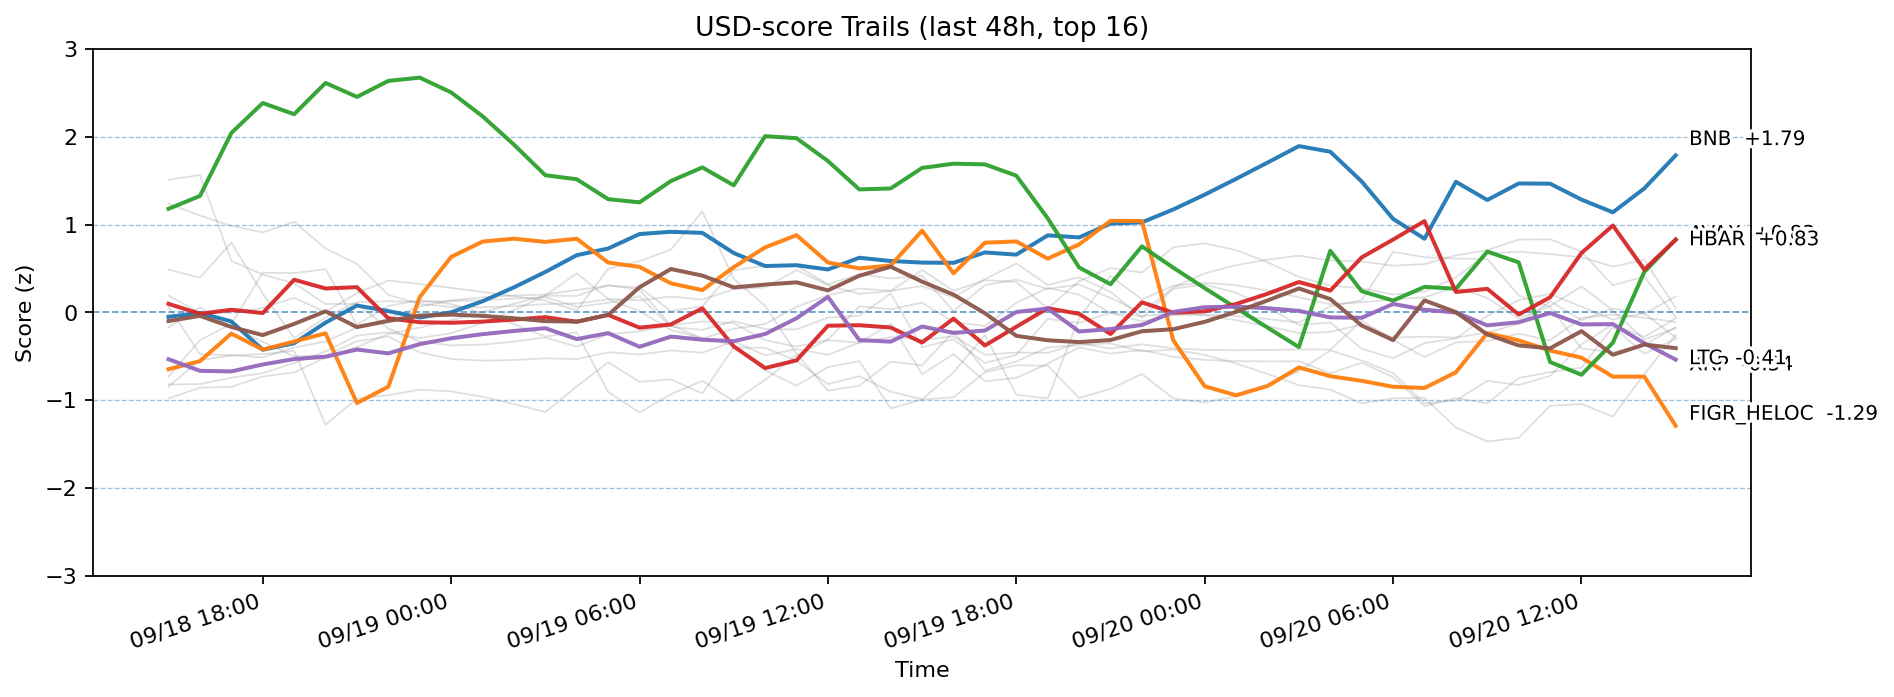 USD-score Trails (last 48h, top 16)
3
2
1
0
−1
−2
−3
Score (z)
BNB +1.79
HBAR +0.83
LTC -0.41
FIGR_HELOC -1.29
09/18 18:00
09/19 00:00
09/19 06:00
09/19 12:00
09/19 18:00
09/20 00:00
09/20 06:00
09/20 12:00
Time